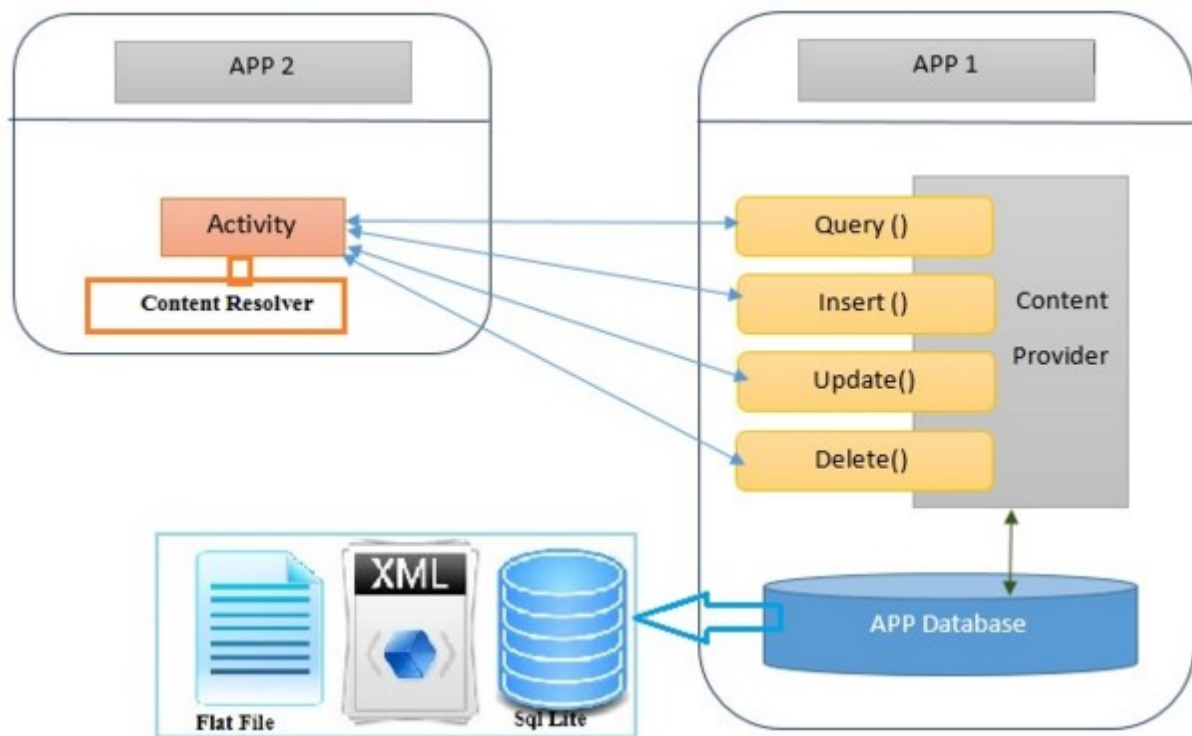 APP 2
APP 1
Activity
Content Resolver
Query ()
Insert ()
Update()
Delete()
Content
Provider
XML
Flat File
Sql Lite
APP Database